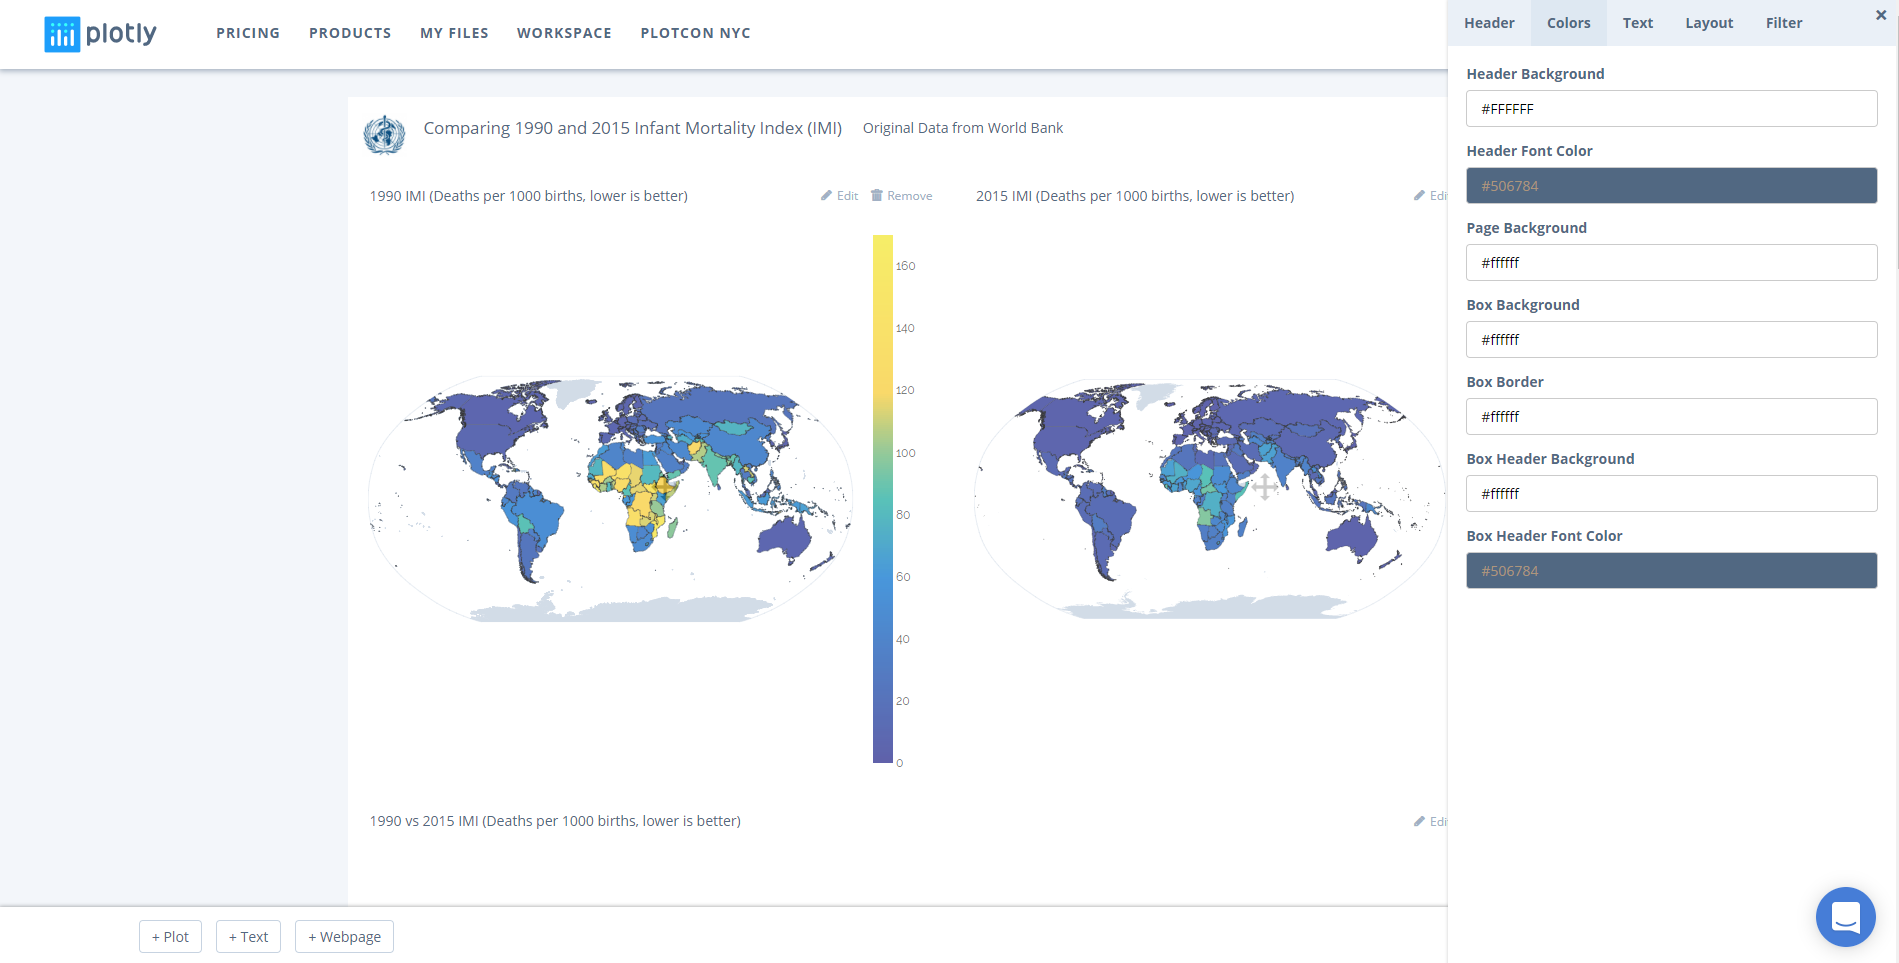 plotly
PRICING PRODUCTS MY FILES WORKSPACE PLOTCON NYC
Header Colors Text Layout Filter ×
Comparing 1990 and 2015 Infant Mortality Index (IMI) Original Data from World Bank
1990 IMI (Deaths per 1000 births, lower is better) Edit Remove
160
140
120
100
80
60
40
20
0
2015 IMI (Deaths per 1000 births, lower is better) Edi
1990 vs 2015 IMI (Deaths per 1000 births, lower is better) Edi
Header Background
#FFFFFF
Header Font Color
#506784
Page Background
#ffffff
Box Background
#ffffff
Box Border
#ffffff
Box Header Background
#ffffff
Box Header Font Color
#506784
+ Plot + Text + Webpage